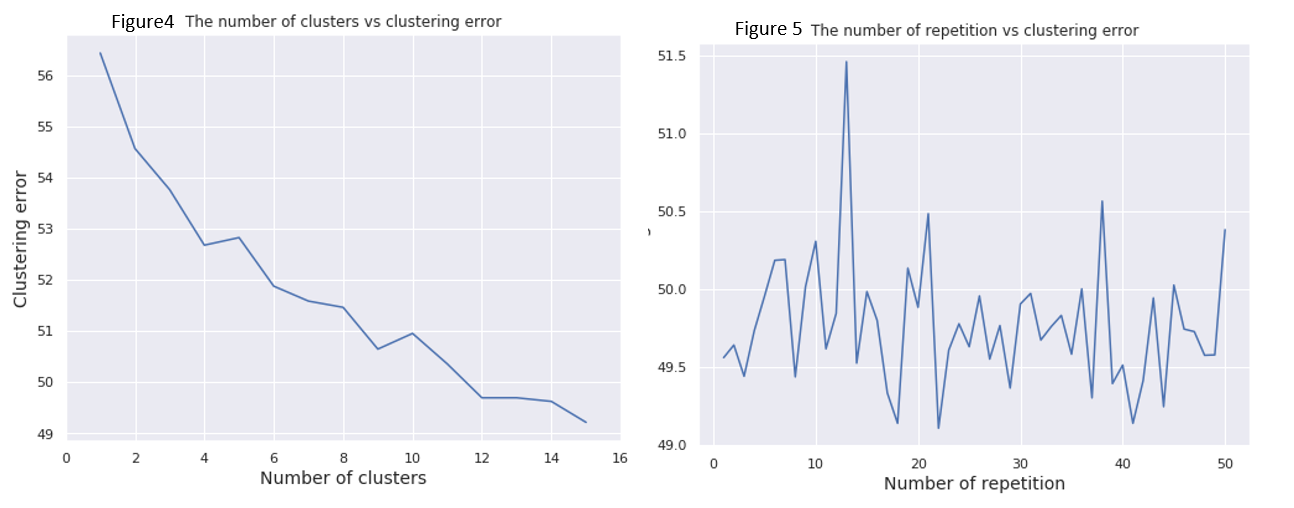 Figure4 The number of clusters vs clustering error
56
55
54
53
52
51
50
49
Clustering error
0 2 4 6 8 10 12 14 16
Number of clusters
Figure 5 The number of repetition vs clustering error
51.5
51.0
50.5
50.0
49.5
49.0
0 10 20 30 40 50
Number of repetition